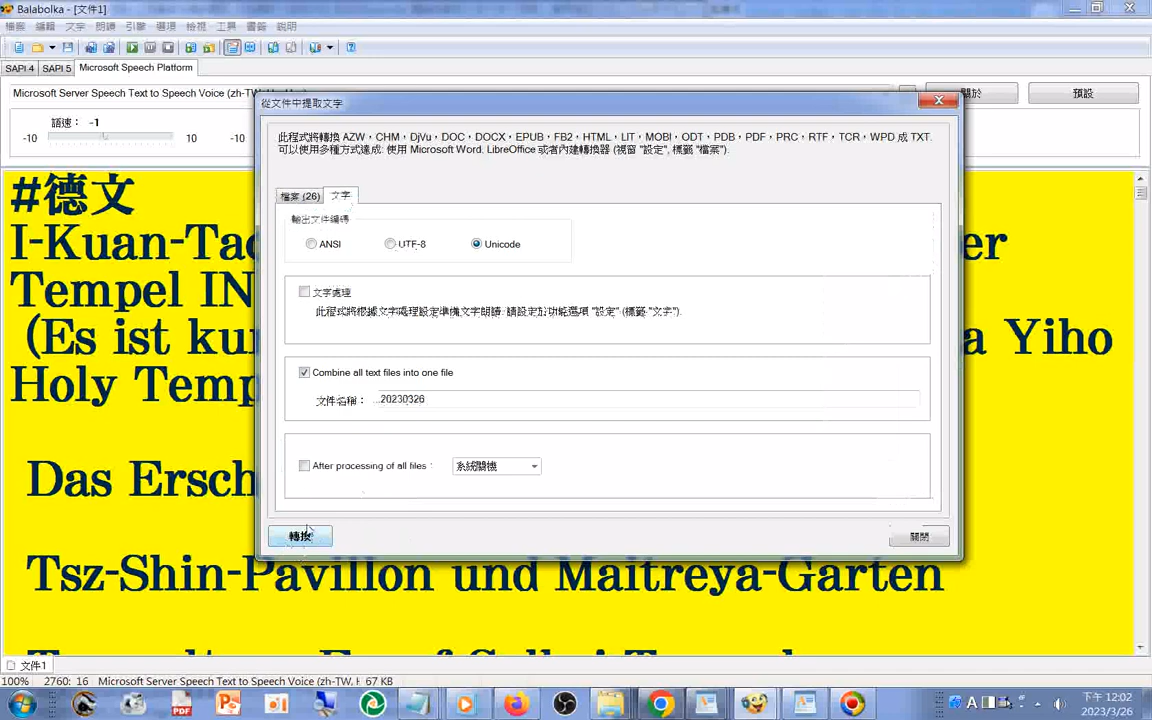 Balabolka - [文件1]
檔案 編輯 文字 朗讀 引擎 選項 檢視 工具 書籤 說明
SAPI 4 SAPI 5 Microsoft Speech Platform
Microsoft Server Speech Text to Speech Voice (zh-TW,
關於 預設
語速： -1
-10 10 -10
從文件中提取文字
此程式將轉換 AZW，CHM，DjVu，DOC，DOCX，EPUB，FB2，HTML，LIT，MOBI，ODT，PDB，PDF，PRC，RTF，TCR，WPD 成 TXT.
可以使用多種方式達成: 使用 Microsoft Word, LibreOffice 或者內建轉換器 (視窗 "設定", 標籤 "檔案").
檔案 (26) 文字
輸出文件編碼
ANSI UTF-8 Unicode
文字處理
此程式將根據文字處理設定準備文字朗讀. 請設定於功能選項 "設定" (標籤 "文字").
Combine all text files into one file
文件名稱： ...20230326
After processing of all files： 系統關機
轉換 關閉
#德文
I-Kuan-Tao er
Tempel IN
(Es ist ku a Yiho
Holy Temp
Das Ersch
Tsz-Shin-Pavillon und Maitreya-Garten
文件1
100% 2760: 16 Microsoft Server Speech Text to Speech Voice (zh-TW, 67 KB
下午 12:02
2023/3/26